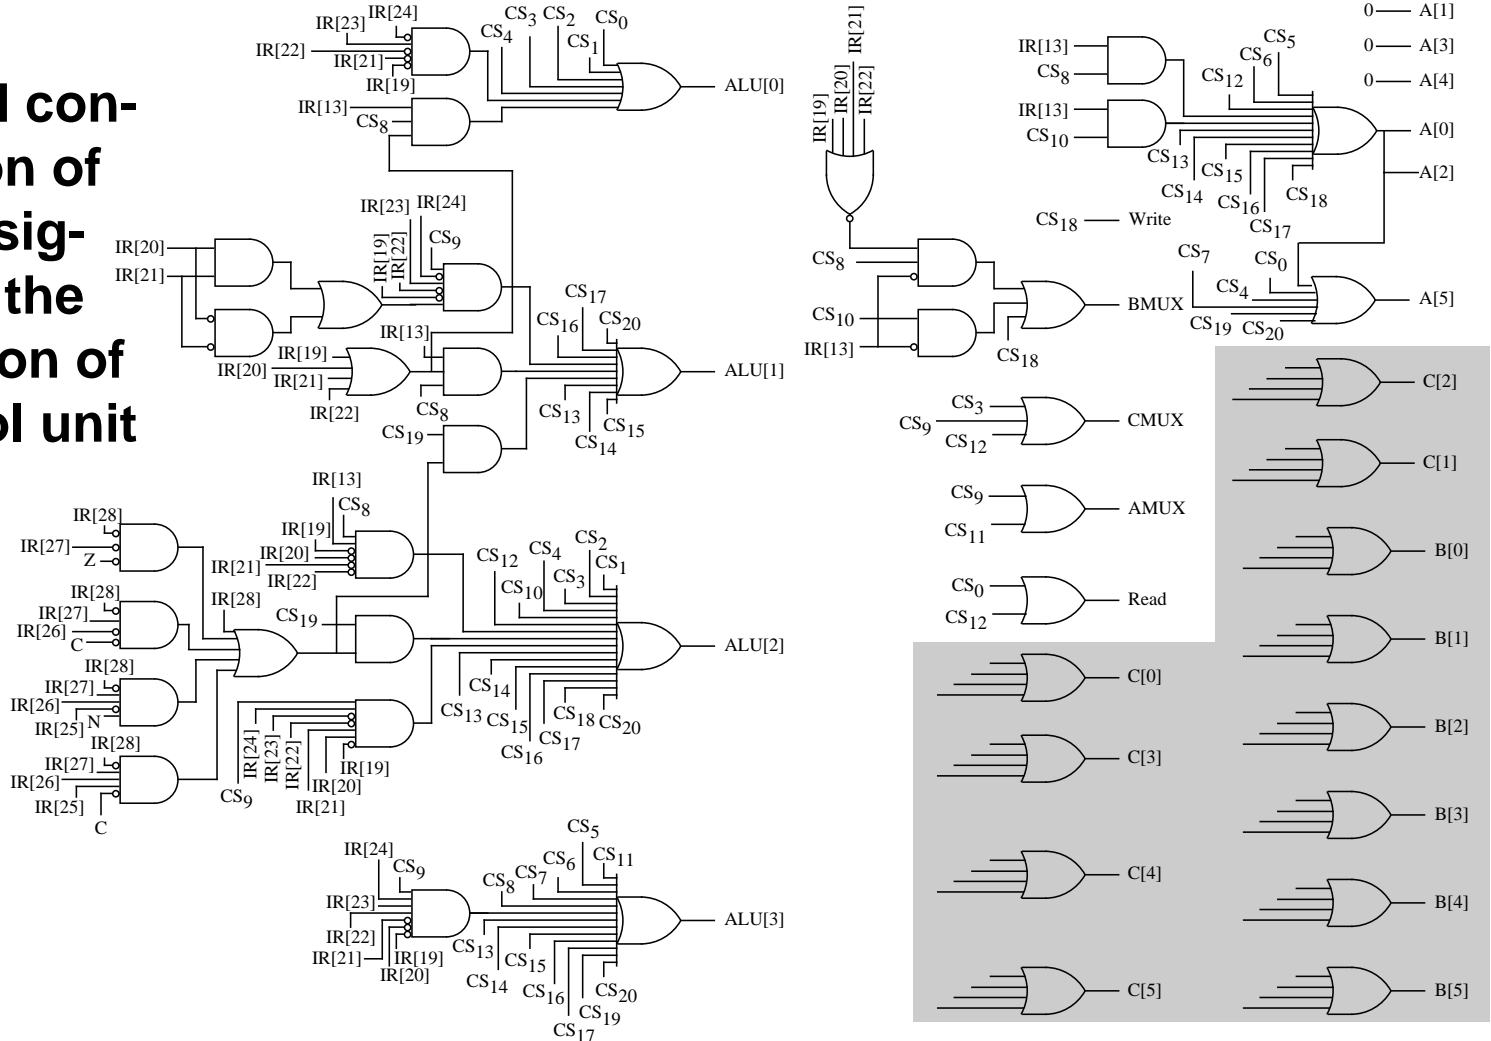 l con-
on of
sig-
the
on of
ol unit
IR[24]
IR[23]
IR[22]
IR[21]
IR[19]
CS3
CS2
CS0
CS4
CS1
ALU[0]
IR[13]
CS8
IR[20]
IR[21]
IR[23]
IR[24]
IR[19]
IR[22]
CS9
CS17
CS16
CS20
IR[13]
IR[19]
IR[20]
IR[21]
IR[22]
CS8
ALU[1]
CS13
CS15
CS14
CS19
IR[13]
CS8
IR[19]
IR[20]
IR[21]
IR[22]
IR[28]
IR[27]
Z
IR[28]
IR[27]
IR[26]
C
IR[28]
CS19
IR[28]
IR[27]
IR[26]
IR[25]
N
IR[28]
IR[27]
IR[26]
IR[25]
C
CS12
CS4
CS2
CS1
CS3
CS10
ALU[2]
CS14
CS13
CS15
CS18
CS20
CS17
CS16
IR[24]
IR[23]
IR[22]
IR[19]
IR[20]
IR[21]
CS9
IR[24]
CS9
IR[23]
IR[22]
IR[21]
IR[19]
IR[20]
CS5
CS11
CS6
CS7
CS8
ALU[3]
CS13
CS15
CS14
CS16
CS20
CS19
CS17
IR[19]
IR[20]
IR[21]
IR[22]
CS8
CS10
IR[13]
CS18
BMUX
IR[13]
CS8
IR[13]
CS10
CS5
CS6
CS12
CS13
CS15
CS14
CS16
CS18
CS17
0 A[1]
0 A[3]
0 A[4]
A[0]
A[2]
CS18 Write
CS7
CS0
CS4
CS19
CS20
A[5]
CS3
CS9
CS12
CMUX
CS9
CS11
AMUX
CS0
CS12
Read
C[2]
C[1]
B[0]
B[1]
C[0]
B[2]
C[3]
B[3]
C[4]
B[4]
C[5]
B[5]